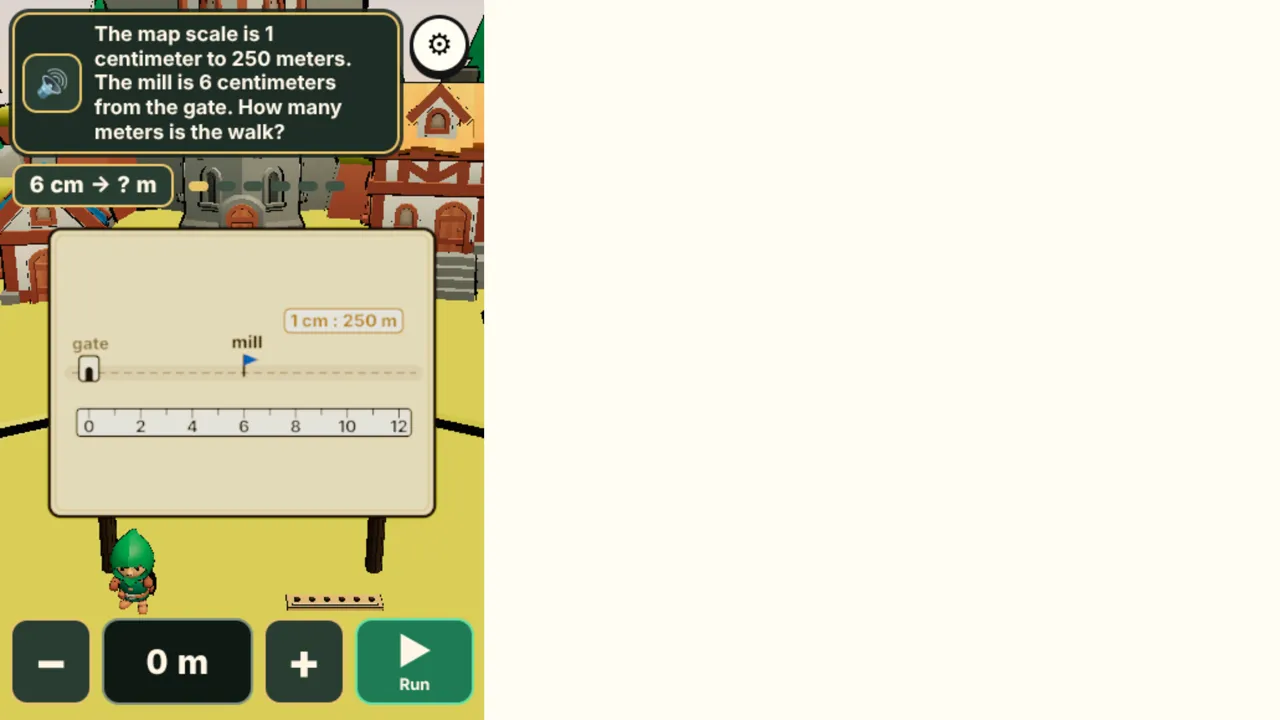 The map scale is 1
centimeter to 250 meters.
The mill is 6 centimeters
from the gate. How many
meters is the walk?
6 cm → ? m
1 cm : 250 m
gate
mill
0 2 4 6 8 10 12
− 0 m +
Run